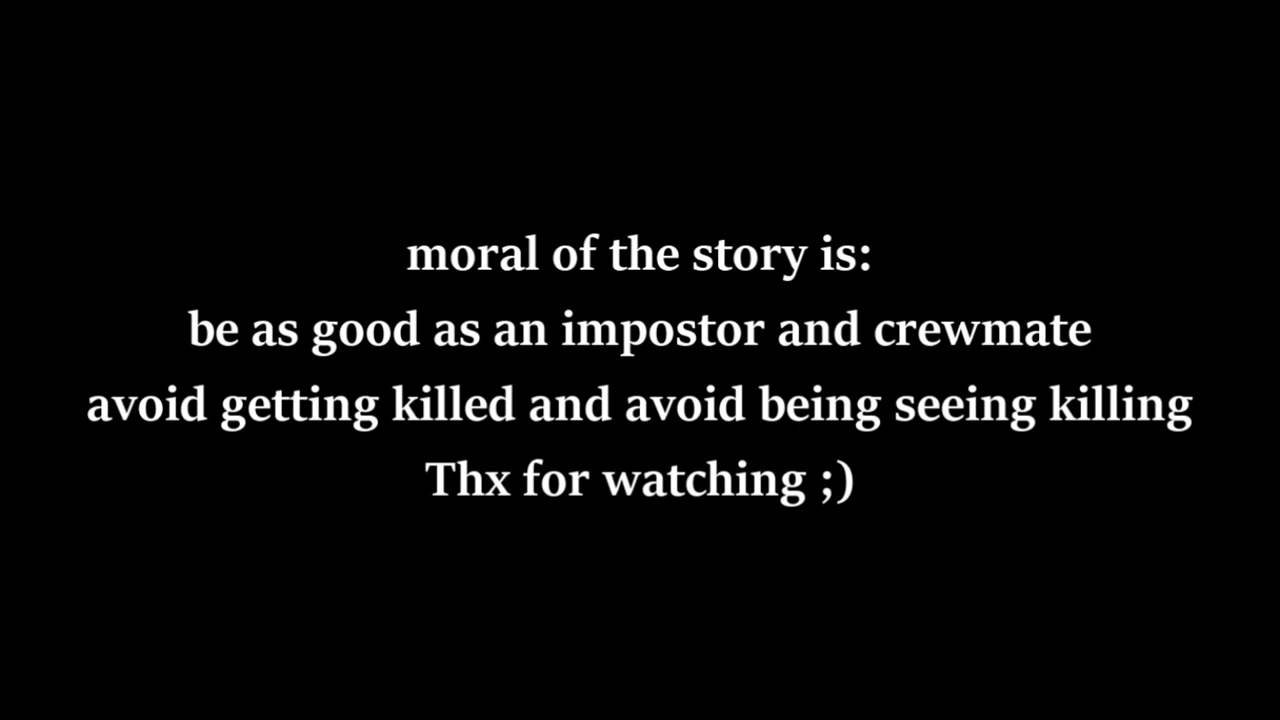 moral of the story is:
be as good as an impostor and crewmate
avoid getting killed and avoid being seeing killing
Thx for watching ;)